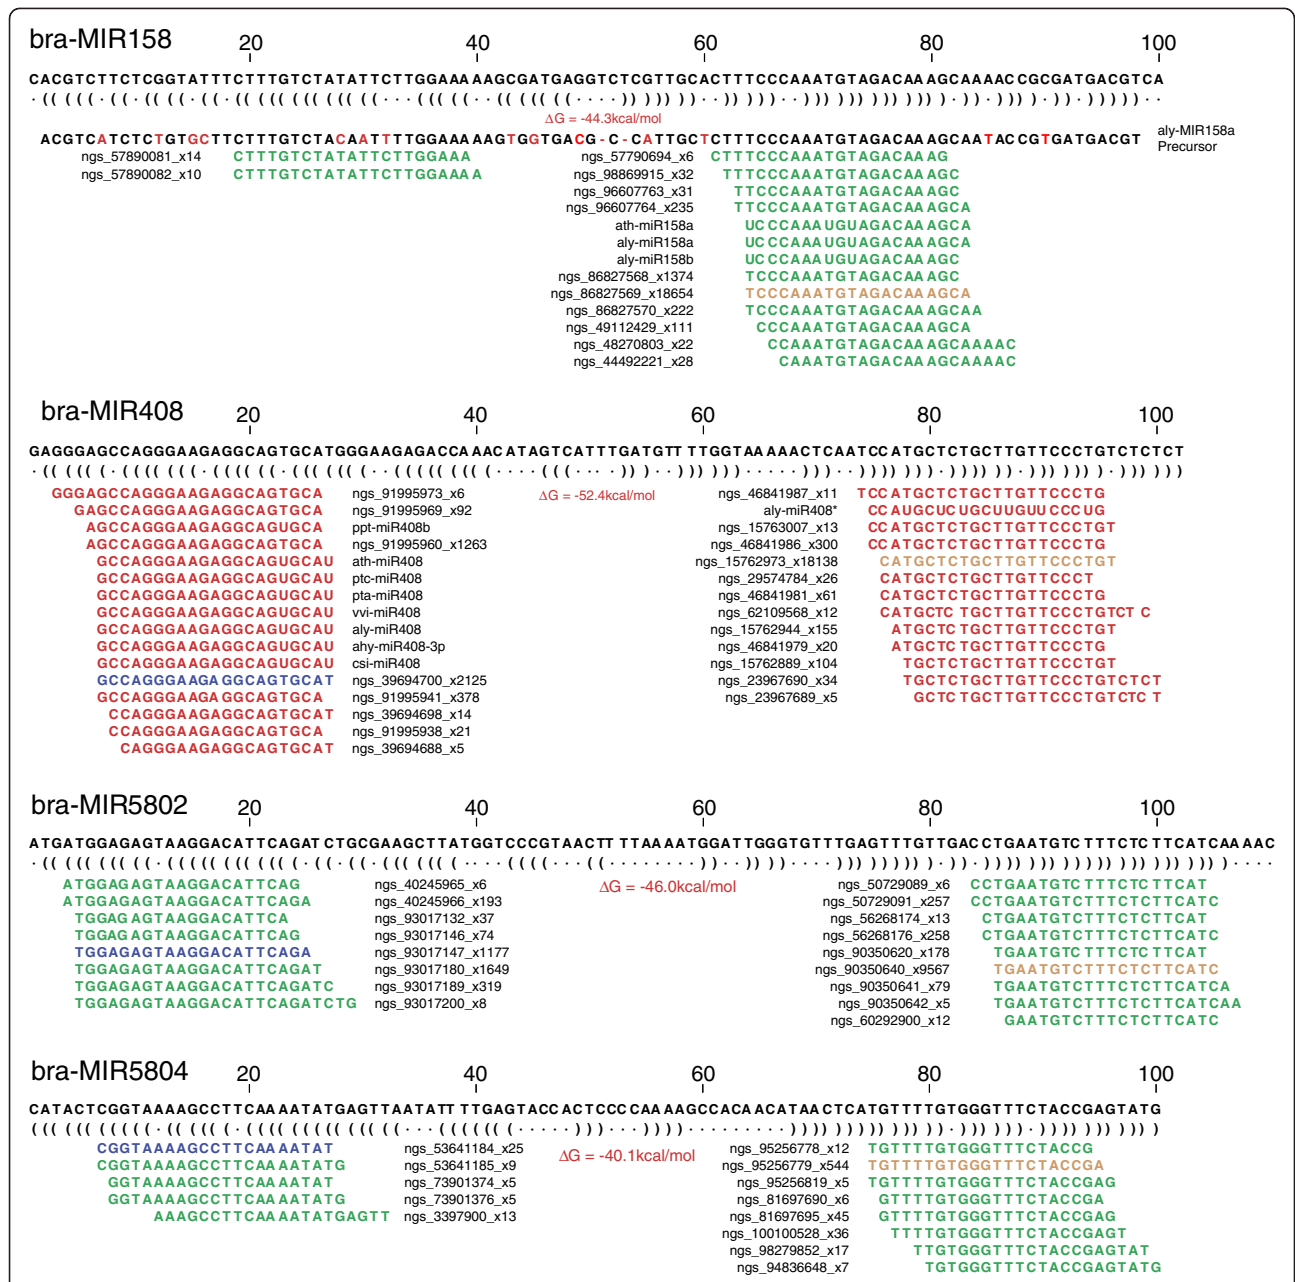 bra-MIR158 20 40 60 80 100
CACGTCTTCTCGGTATTTCTTTGTCTATATTCTTGGAAAAAGCGATGAGGTCTCGTTGCACTTTCCCAAATGTAGACAAAGCAAAACCGCGATGACGTCA
ΔG = -44.3kcal/mol
ACGTCATCTCTGTGCTTCTTTGTCTACAATTTTGGAAAAAGTGGTGACG-C-CATTGCTCTTTCCCAAATGTAGACAAAGCAATACCGTGATGACGT aly-MIR158a Precursor
ngs_57890081_x14 CTTTGTCTATATTCTTGGAAA ngs_57790694_x6 CTTTCCCAAATGTAGACAAAG
ngs_57890082_x10 CTTTGTCTATATTCTTGGAAAA ngs_98869915_x32 TTTCCCAAATGTAGACAAAGC
ngs_96607763_x31 TTCCCAAATGTAGACAAAGC
ngs_96607764_x235 TTCCCAAATGTAGACAAAGCA
ath-miR158a UCCCAAAUGUAGACAAAGCA
aly-miR158a UCCCAAAUGUAGACAAAGCA
aly-miR158b UCCCAAAUGUAGACAAAGC
ngs_86827568_x1374 TCCCAAATGTAGACAAAGC
ngs_86827569_x18654 TCCCAAATGTAGACAAAGCA
ngs_86827570_x222 TCCCAAATGTAGACAAAGCAA
ngs_49112429_x111 CCCAAATGTAGACAAAGCA
ngs_48270803_x22 CCAAATGTAGACAAAGCAAAAC
ngs_44492221_x28 CAAATGTAGACAAAGCAAAAC
bra-MIR408 20 40 60 80 100
GAGGGAGCCAGGGAAGAGGCAGTGCATGGGAAGAGACCAAACATAGTCATTTGATGTTTTGGTAAAAACTCAATCCATGCTCTGCTTGTTCCCTGTCTCTCT
ΔG = -52.4kcal/mol
GGGAGCCAGGGAAGAGGCAGTGCA ngs_91995973_x6 ngs_46841987_x11 TCCATGCTCTGCTTGTTCCCTG
GAGCCAGGGAAGAGGCAGTGCA ngs_91995969_x92 aly-miR408* CCAUGCUCUGCUUGUUCCCUG
AGCCAGGGAAGAGGCAGUGCA ppt-miR408b ngs_15763007_x13 CCATGCTCTGCTTGTTCCCTGT
AGCCAGGGAAGAGGCAGTGCA ngs_91995960_x1263 ngs_46841986_x300 CCATGCTCTGCTTGTTCCCTG
GCCAGGGAAGAGGCAGUGCAU ath-miR408 ngs_15762973_x18138 CATGCTCTGCTTGTTCCCTGT
GCCAGGGAAGAGGCAGUGCAU ptc-miR408 ngs_29574784_x26 CATGCTCTGCTTGTTCCCT
GCCAGGGAAGAGGCAGUGCAU pta-miR408 ngs_46841981_x61 CATGCTCTGCTTGTTCCCTG
GCCAGGGAAGAGGCAGUGCAU vvi-miR408 ngs_62109568_x12 CATGCTCTGCTTGTTCCCTGTCTC
GCCAGGGAAGAGGCAGUGCAU aly-miR408 ngs_15762944_x155 ATGCTCTGCTTGTTCCCTGT
GCCAGGGAAGAGGCAGUGCAU ahy-miR408-3p ngs_46841979_x20 ATGCTCTGCTTGTTCCCTG
GCCAGGGAAGAGGCAGUGCAU csi-miR408 ngs_15762889_x104 TGCTCTGCTTGTTCCCTGT
GCCAGGGAAGAGGCAGTGCAT ngs_39694700_x2125 ngs_23967690_x34 TGCTCTGCTTGTTCCCTGTCTCT
GCCAGGGAAGAGGCAGTGCA ngs_91995941_x378 ngs_23967689_x5 GCTCTGCTTGTTCCCTGTCTCT
CCAGGGAAGAGGCAGTGCAT ngs_39694698_x14
CCAGGGAAGAGGCAGTGCA ngs_91995938_x21
CAGGGAAGAGGCAGTGCAT ngs_39694688_x5
bra-MIR5802 20 40 60 80 100
ATGATGGAGAGTAAGGACATTCAGATCTGCGAAGCTTATGGTCCCGTAACTTTTTAAAATGGATTGGGTGTTTGAGTTTGTTGACCTGAATGTCTTTCTCTTCATCAAAAC
ΔG = -46.0kcal/mol
ATGGAGAGTAAGGACATTCAG ngs_40245965_x6 ngs_50729089_x6 CCTGAATGTCTTTCTCTTCAT
ATGGAGAGTAAGGACATTCAGA ngs_40245966_x193 ngs_50729091_x257 CCTGAATGTCTTTCTCTTCATC
TGGAGAGTAAGGACATTCA ngs_93017132_x37 ngs_56268174_x13 CTGAATGTCTTTCTCTTCAT
TGGAGAGTAAGGACATTCAG ngs_93017146_x74 ngs_56268176_x258 CTGAATGTCTTTCTCTTCATC
TGGAGAGTAAGGACATTCAGA ngs_93017147_x1177 ngs_90350620_x178 TGAATGTCTTTCTCTTCAT
TGGAGAGTAAGGACATTCAGAT ngs_93017180_x1649 ngs_90350640_x9567 TGAATGTCTTTCTCTTCATC
TGGAGAGTAAGGACATTCAGATC ngs_93017189_x319 ngs_90350641_x79 TGAATGTCTTTCTCTTCATCA
TGGAGAGTAAGGACATTCAGATCTG ngs_93017200_x8 ngs_90350642_x5 TGAATGTCTTTCTCTTCATCAA
ngs_60292900_x12 GAATGTCTTTCTCTTCATC
bra-MIR5804 20 40 60 80 100
CATACTCGGTAAAAGCCTTCAAAATATGAGTTAATATTTTGAGTACCACTCCCCAAAAGCCACAACATAACTCATGTTTTGTGGGTTTCTACCGAGTATG
ΔG = -40.1kcal/mol
CGGTAAAAGCCTTCAAAATAT ngs_53641184_x25 ngs_95256778_x12 TGTTTTGTGGGTTTCTACCG
CGGTAAAAGCCTTCAAAATATG ngs_53641185_x9 ngs_95256779_x544 TGTTTTGTGGGTTTCTACCGA
GGTAAAAGCCTTCAAAATAT ngs_73901374_x5 ngs_95256819_x5 TGTTTTGTGGGTTTCTACCGAG
GGTAAAAGCCTTCAAAATATG ngs_73901376_x5 ngs_81697690_x6 GTTTTGTGGGTTTCTACCGA
AAAGCCTTCAAAATATGAGTT ngs_3397900_x13 ngs_81697695_x45 GTTTTGTGGGTTTCTACCGAG
ngs_100100528_x36 TTTTGTGGGTTTCTACCGAGT
ngs_98279852_x17 TTGTGGGTTTCTACCGAGTAT
ngs_94836648_x7 TGTGGGTTTCTACCGAGTATG